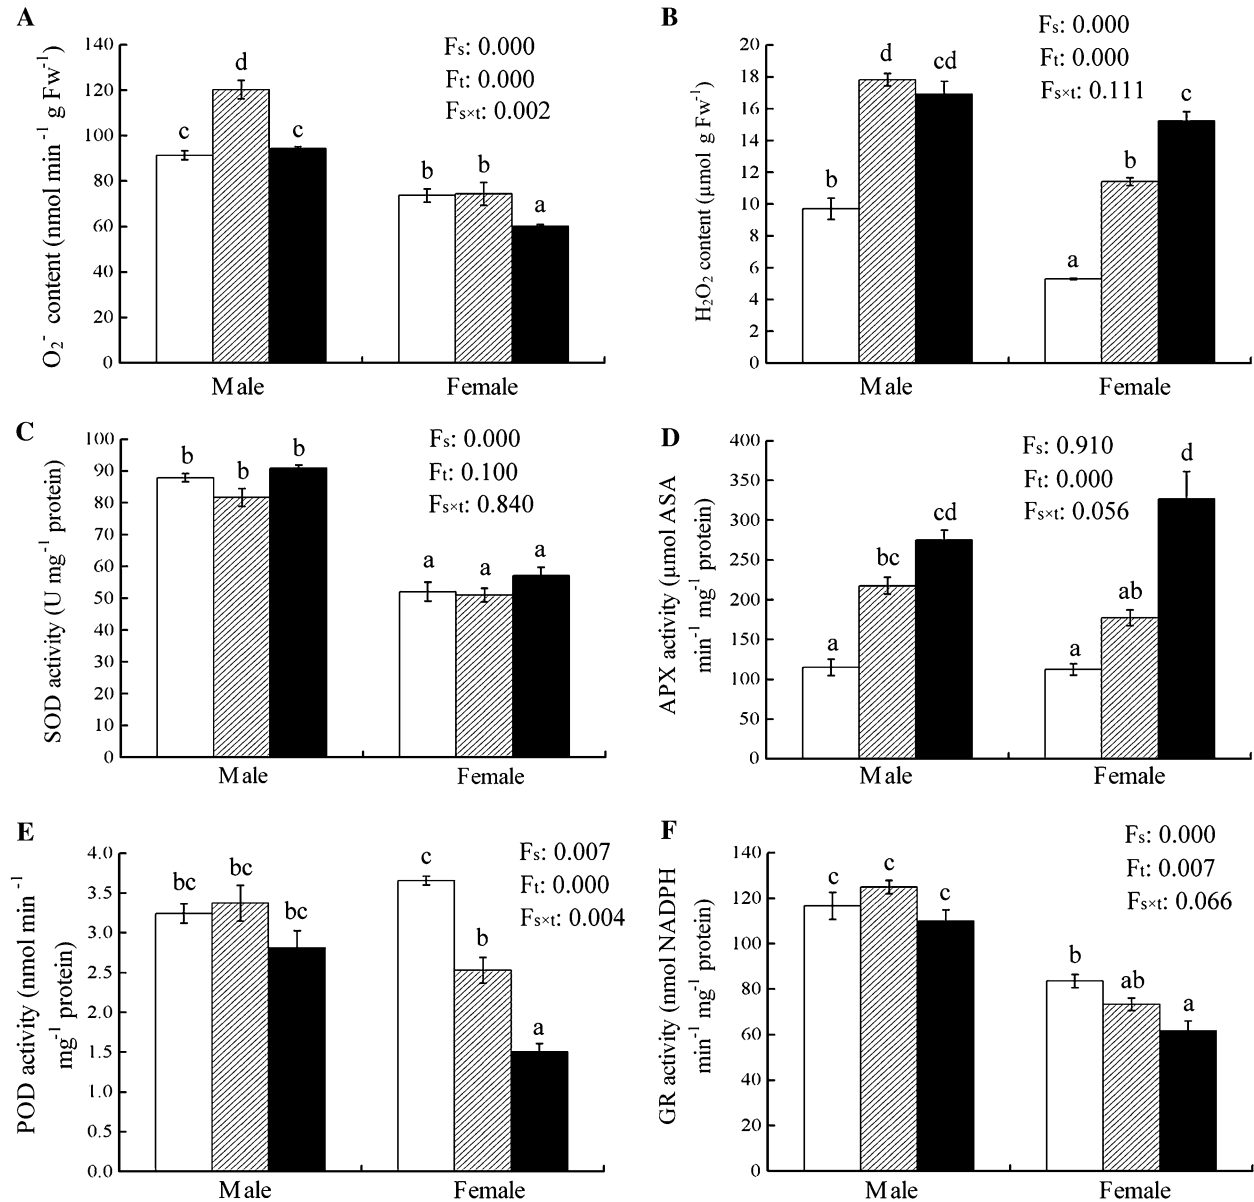 A
O₂⁻ content (nmol min⁻¹ g Fw⁻¹)
140
120
100
80
60
40
20
0
c
d
c
b
b
a
Fs: 0.000
Ft: 0.000
Fs×t: 0.002
Male
Female
B
H₂O₂ content (μmol g Fw⁻¹)
20
18
16
14
12
10
8
6
4
2
0
b
d
cd
a
b
c
Fs: 0.000
Ft: 0.000
Fs×t: 0.111
Male
Female
C
SOD activity (U mg⁻¹ protein)
100
90
80
70
60
50
40
30
20
10
0
b
b
b
a
a
a
Fs: 0.000
Ft: 0.100
Fs×t: 0.840
Male
Female
D
APX activity (μmol ASA
min⁻¹ mg⁻¹ protein)
400
350
300
250
200
150
100
50
0
a
bc
cd
a
ab
d
Fs: 0.910
Ft: 0.000
Fs×t: 0.056
Male
Female
E
POD activity (nmol min⁻¹
mg⁻¹ protein)
4.0
3.5
3.0
2.5
2.0
1.5
1.0
0.5
0.0
bc
bc
bc
c
b
a
Fs: 0.007
Ft: 0.000
Fs×t: 0.004
Male
Female
F
GR activity (nmol NADPH
min⁻¹ mg⁻¹ protein)
140
120
100
80
60
40
20
0
c
c
c
b
ab
a
Fs: 0.000
Ft: 0.007
Fs×t: 0.066
Male
Female